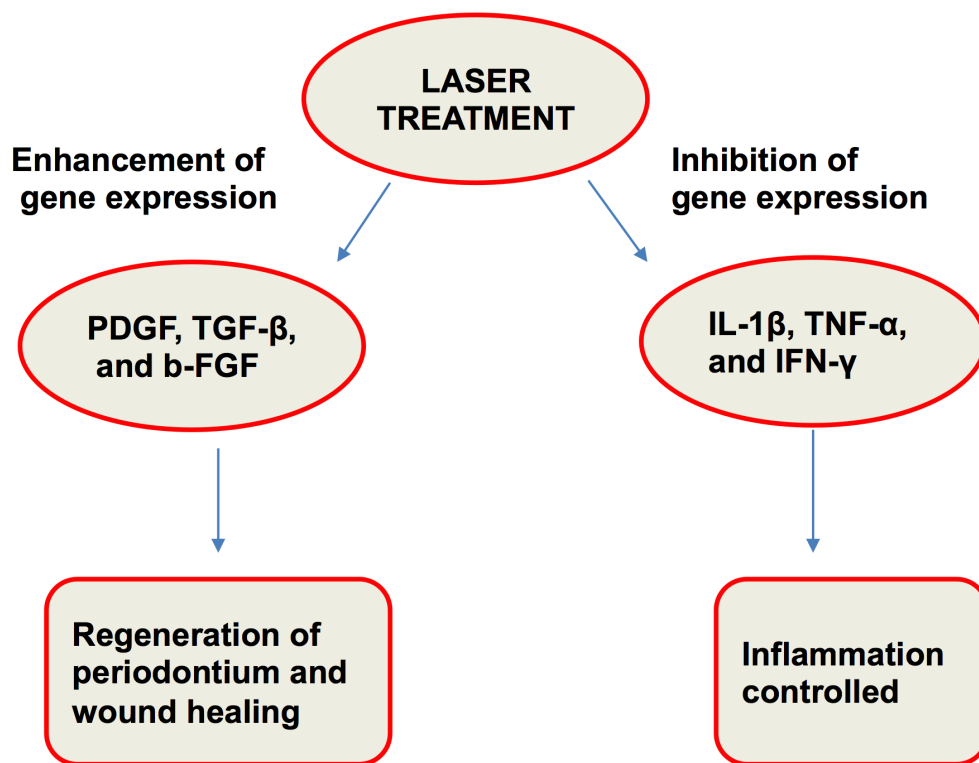 LASER
TREATMENT
Enhancement of
gene expression
Inhibition of
gene expression
PDGF, TGF-β,
and b-FGF
IL-1β, TNF-α,
and IFN-γ
Regeneration of
periodontium and
wound healing
Inflammation
controlled